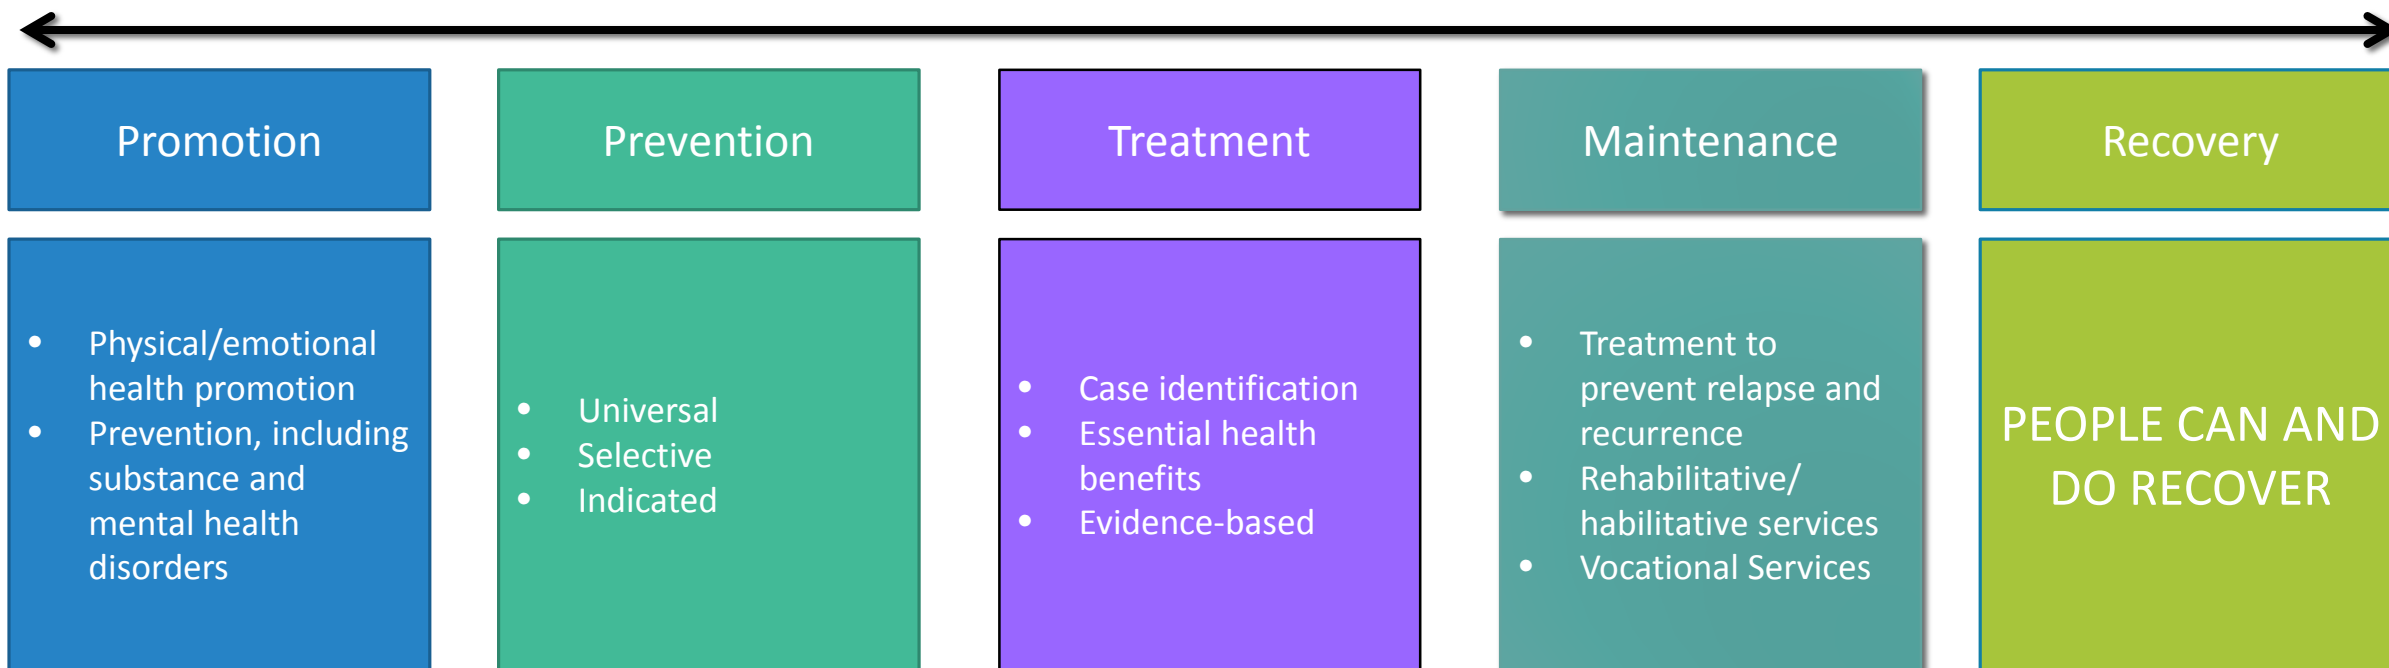 Promotion
Prevention
Treatment
Maintenance
Recovery
• Physical/emotional
health promotion
• Prevention, including
substance and
mental health
disorders
• Universal
• Selective
• Indicated
• Case identification
• Essential health
benefits
• Evidence-based
• Treatment to
prevent relapse and
recurrence
• Rehabilitative/
habilitative services
• Vocational Services
PEOPLE CAN AND
DO RECOVER